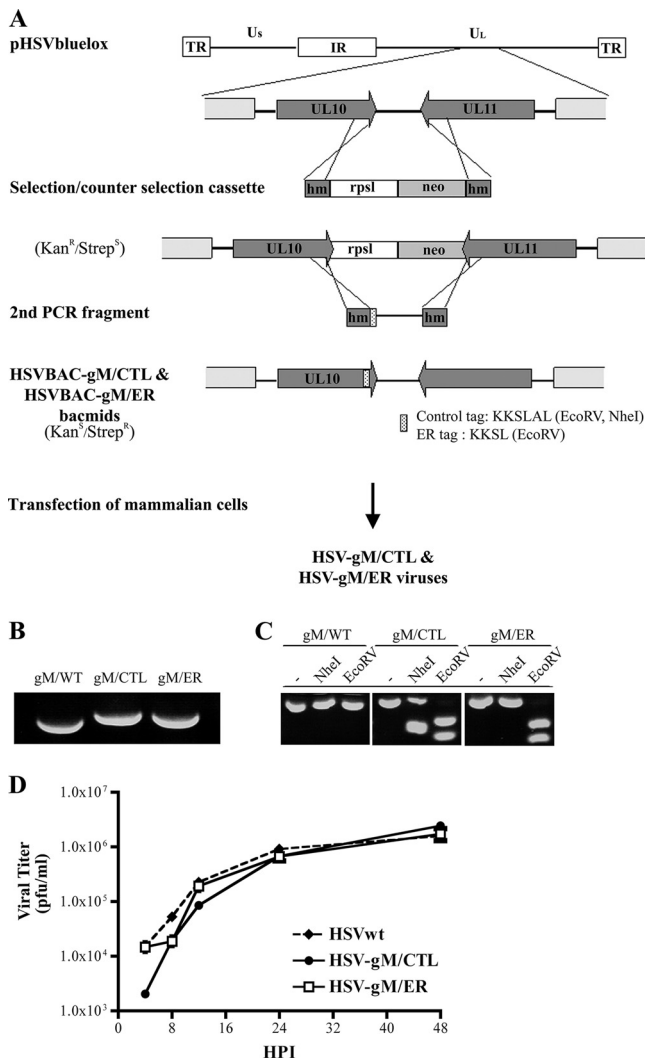 A
pHSVbluelox
TR
Us
IR
UL
TR
UL10
UL11
hm
rpsl
neo
hm
Selection/counter selection cassette
(KanR/StrepS)
UL10
rpsl
neo
UL11
2nd PCR fragment
hm
hm
HSVBAC-gM/CTL &
HSVBAC-gM/ER
bacmids
(KanS/StrepR)
UL10
Control tag: KKSLAL (EcoRV, NheI)
ER tag : KKSL (EcoRV)
Transfection of mammalian cells
HSV-gM/CTL &
HSV-gM/ER viruses
B
gM/WT gM/CTL gM/ER
C
gM/WT gM/CTL gM/ER
- NheI EcoRV - NheI EcoRV - NheI EcoRV
D
Viral Titer
(pfu/ml)
1.0x10^7
1.0x10^6
1.0x10^5
1.0x10^4
1.0x10^3
HSVwt
HSV-gM/CTL
HSV-gM/ER
0 8 16 24 32 40 48
HPI